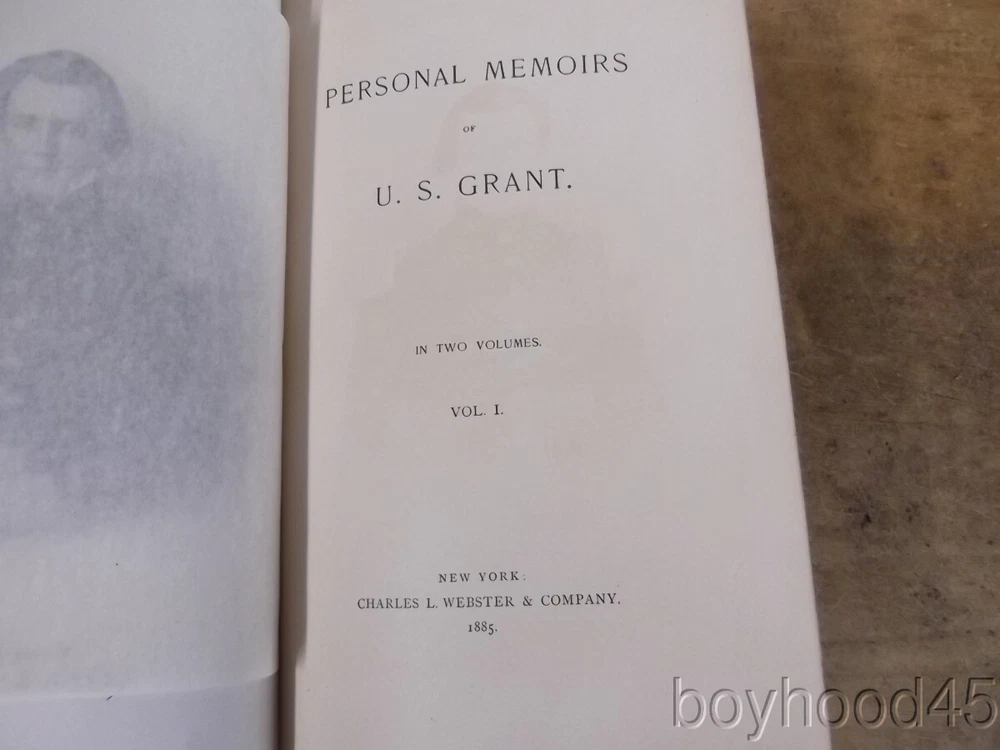 PERSONAL MEMOIRS
OF
U. S. GRANT.
IN TWO VOLUMES.
VOL. I.
NEW YORK:
CHARLES L. WEBSTER & COMPANY.
1885.
boyhood45